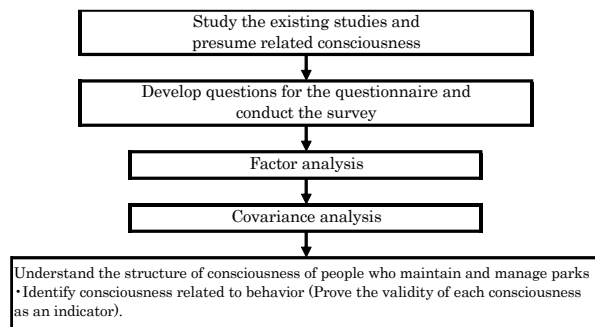 Study the existing studies and
presume related consciousness
Develop questions for the questionnaire and
conduct the survey
Factor analysis
Covariance analysis
Understand the structure of consciousness of people who maintain and manage parks
・Identify consciousness related to behavior (Prove the validity of each consciousness
as an indicator).